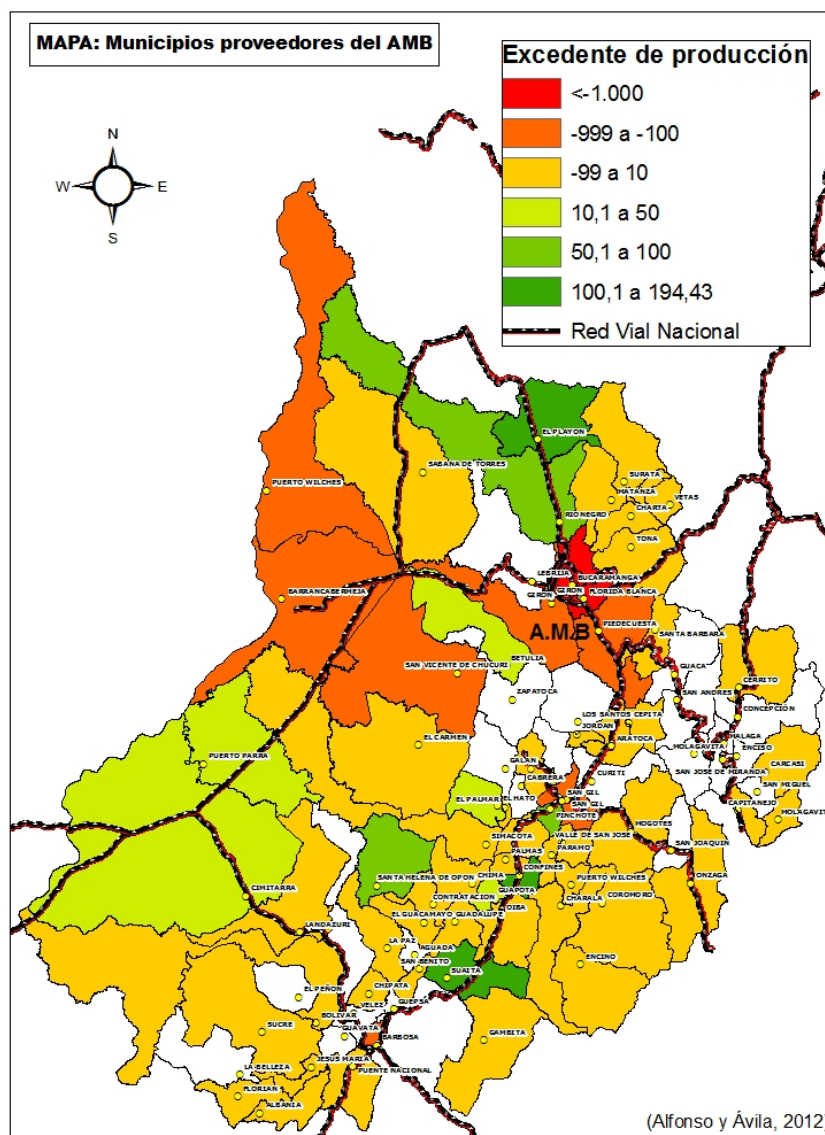 MAPA: Municipios proveedores del AMB
Excedente de producción
<-1.000
-999 a -100
-99 a 10
10,1 a 50
50,1 a 100
100,1 a 194,43
Red Vial Nacional
N
W E
S
EL PLAYON
SABANA DE TORRES
SURATA
PUERTO WILCHES
MATANZA
VETAS
CHARTA
RIONEGRO
TONA
LEBRIJA
BUCARAMANGA
BARRANCABERMEJA
GIRON
GIRON
FLORIDA BLANCA
A.M.B
PIEDECUESTA
SANTA BARBARA
BETULIA
SAN VICENTE DE CHUCURI
GUACA
CERRITO
ZAPATOCA
SAN ANDRES
CONCEPCIÓN
LOS SANTOS
CEPITA
JORDAN
EL CARMEN
ARATOCA
MALAGA
MOLAGAVITA
ENCISO
PUERTO PARRA
GALAN
SAN JOSE DE MIRANDA
CARCASI
CABRERA
CURITI
SAN MIGUEL
EL PALMAR
EL HATO
SAN GIL
SAN GIL
CAPITANEJO
PINCHOTE
MOGOTES
MOLAGAVIT
SIMACOTA
VALLE DE SAN JOSE
PALMAS
PARAMO
SAN JOAQUIN
CONFINES
SANTA HELENA DE OPON
CHIMA
PUERTO WILCHES
ONZAGA
GUAPOTA
CIMITARRA
CONTRATACION
OIBA
CHARALA
COROMORO
EL GUACAMAYO
GUADALUPE
LANDAZURI
LA PAZ
AGUADA
SAN BENITO
ENCINO
SUAITA
EL PEÑON
CHIPATA
VELEZ
GUEPSA
BOLIVAR
SUCRE
GUAVATA
BARBOSA
GAMBITA
JESUS MARIA
PUENTE NACIONAL
LA BELLEZA
FLORIAN
ALBANIA
(Alfonso y Ávila, 2012)